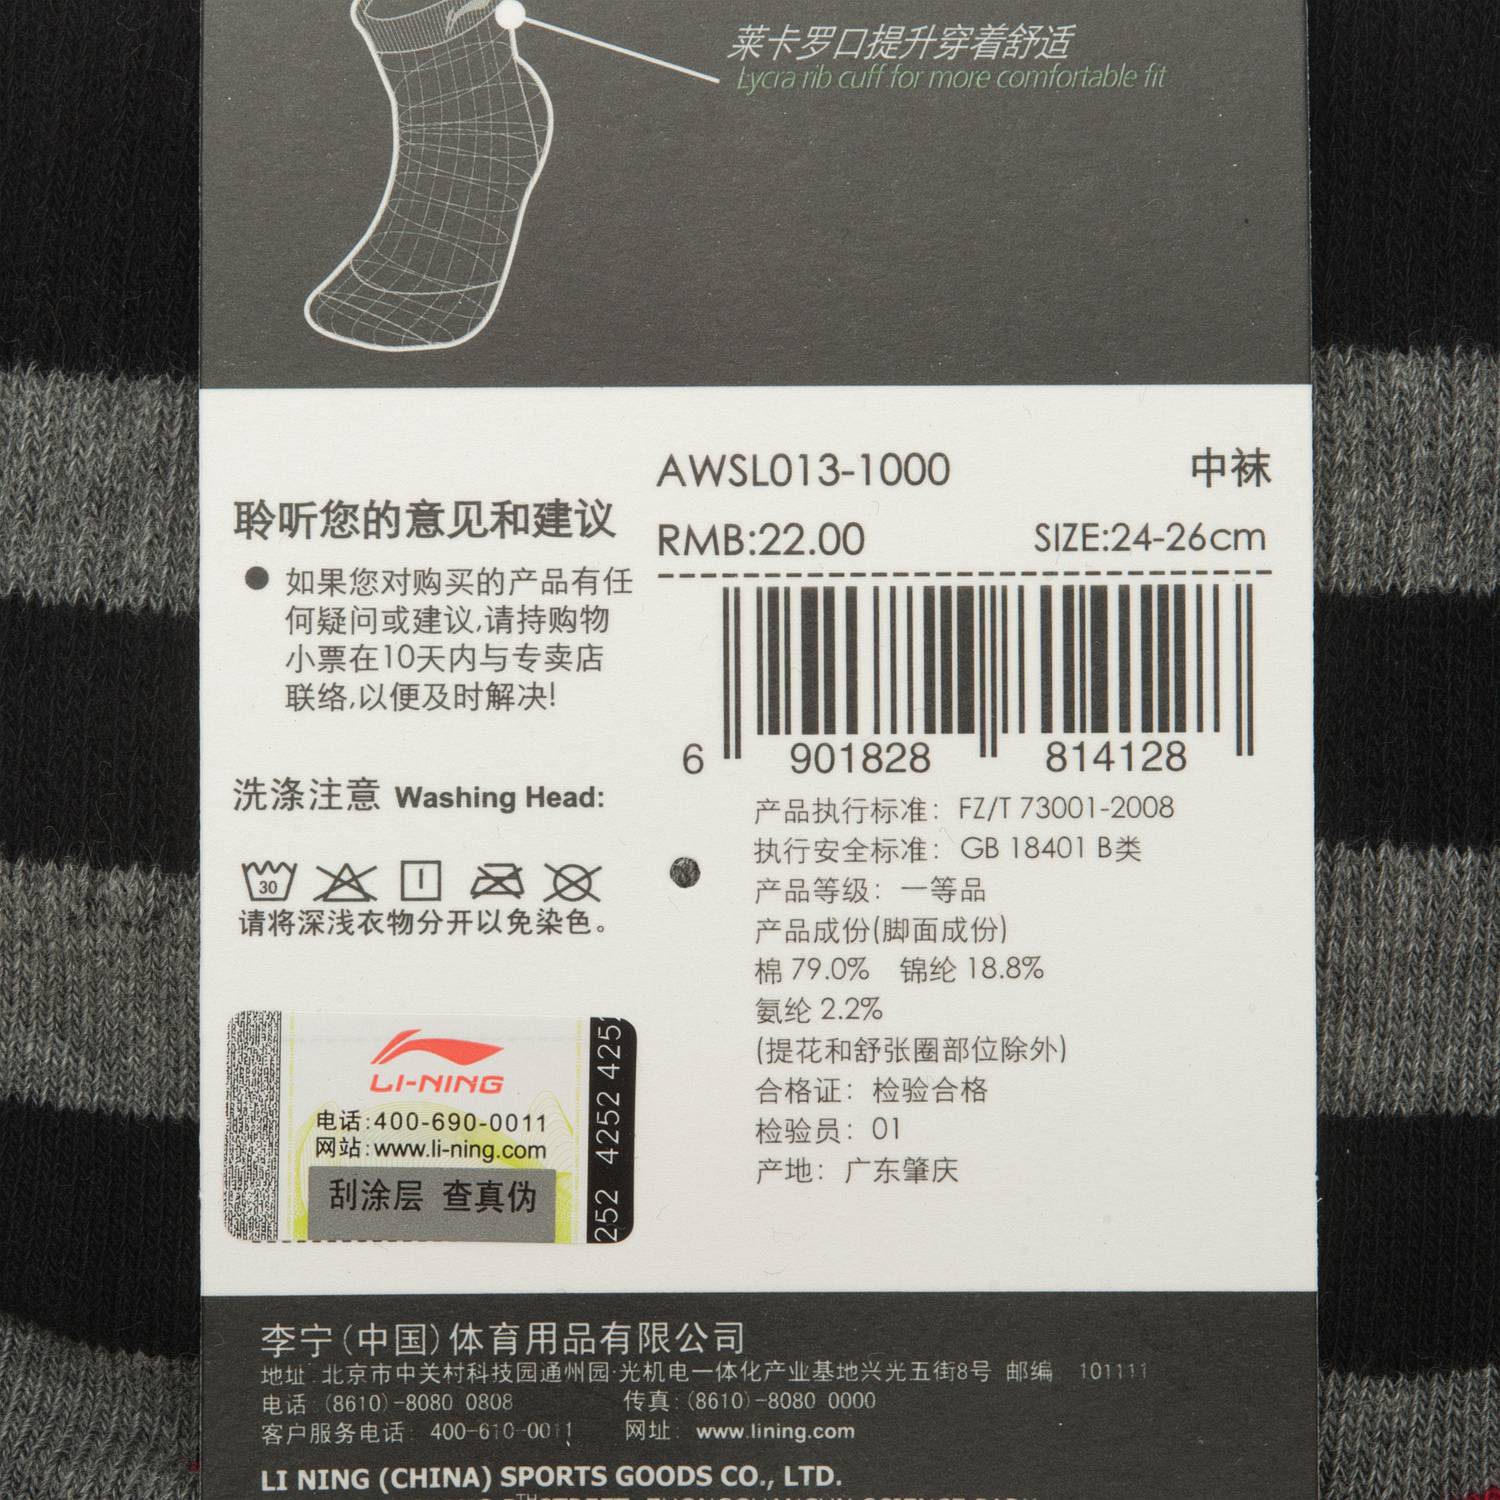 莱卡罗口提升穿着舒适
Lycra rib cuff for more comfortable fit
AWSL013-1000 中袜
RMB:22.00 SIZE:24-26cm
6 901828 814128
聆听您的意见和建议
● 如果您对购买的产品有任
何疑问或建议,请持购物
小票在10天内与专卖店
联络,以便及时解决!
洗涤注意 Washing Head:
30
请将深浅衣物分开以免染色。
产品执行标准：FZ/T 73001-2008
执行安全标准：GB 18401 B类
产品等级：一等品
产品成份(脚面成份)
棉 79.0% 锦纶 18.8%
氨纶 2.2%
(提花和舒张圈部位除外)
合格证：检验合格
检验员：01
产地：广东肇庆
LI-NING
电话:400-690-0011
网站:www.li-ning.com
刮涂层 查真伪
252 4252 425
李宁(中国)体育用品有限公司
地址:北京市中关村科技园通州园·光机电一体化产业基地兴光五街8号 邮编 101111
电话:(8610)-8080 0808 传真:(8610)-8080 0000
客户服务电话: 400-610-0011 网址: www.lining.com
LI NING (CHINA) SPORTS GOODS CO., LTD.